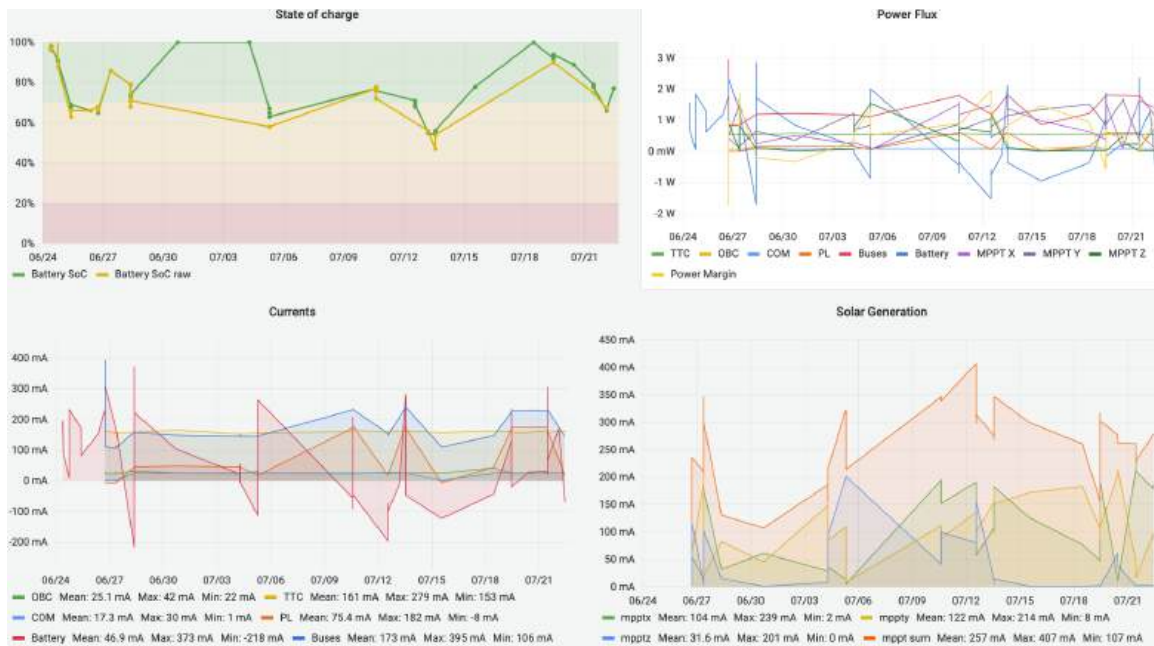 State of charge
100%
80%
60%
40%
20%
0%
06/24 06/27 06/30 07/03 07/06 07/09 07/12 07/15 07/18 07/21
Battery SoC Battery SoC raw
Power Flux
3 W
2 W
1 W
0 mW
-1 W
-2 W
06/24 06/27 06/30 07/03 07/06 07/09 07/12 07/15 07/18 07/21
TTC OBC COM PL Buses Battery MPPT X MPPT Y MPPT Z
Power Margin
Currents
400 mA
300 mA
200 mA
100 mA
0 mA
-100 mA
-200 mA
06/24 06/27 06/30 07/03 07/06 07/09 07/12 07/15 07/18 07/21
OBC Mean: 25.1 mA Max: 42 mA Min: 22 mA TTC Mean: 161 mA Max: 279 mA Min: 153 mA
COM Mean: 17.3 mA Max: 30 mA Min: 1 mA PL Mean: 75.4 mA Max: 182 mA Min: -8 mA
Battery Mean: 46.9 mA Max: 373 mA Min: -218 mA Buses Mean: 173 mA Max: 395 mA Min: 106 mA
Solar Generation
450 mA
400 mA
350 mA
300 mA
250 mA
200 mA
150 mA
100 mA
50 mA
0 mA
06/24 06/27 06/30 07/03 07/06 07/09 07/12 07/15 07/18 07/21
mpptx Mean: 104 mA Max: 239 mA Min: 2 mA mppty Mean: 122 mA Max: 214 mA Min: 8 mA
mpptz Mean: 31.6 mA Max: 201 mA Min: 0 mA mppt sum Mean: 257 mA Max: 407 mA Min: 107 mA